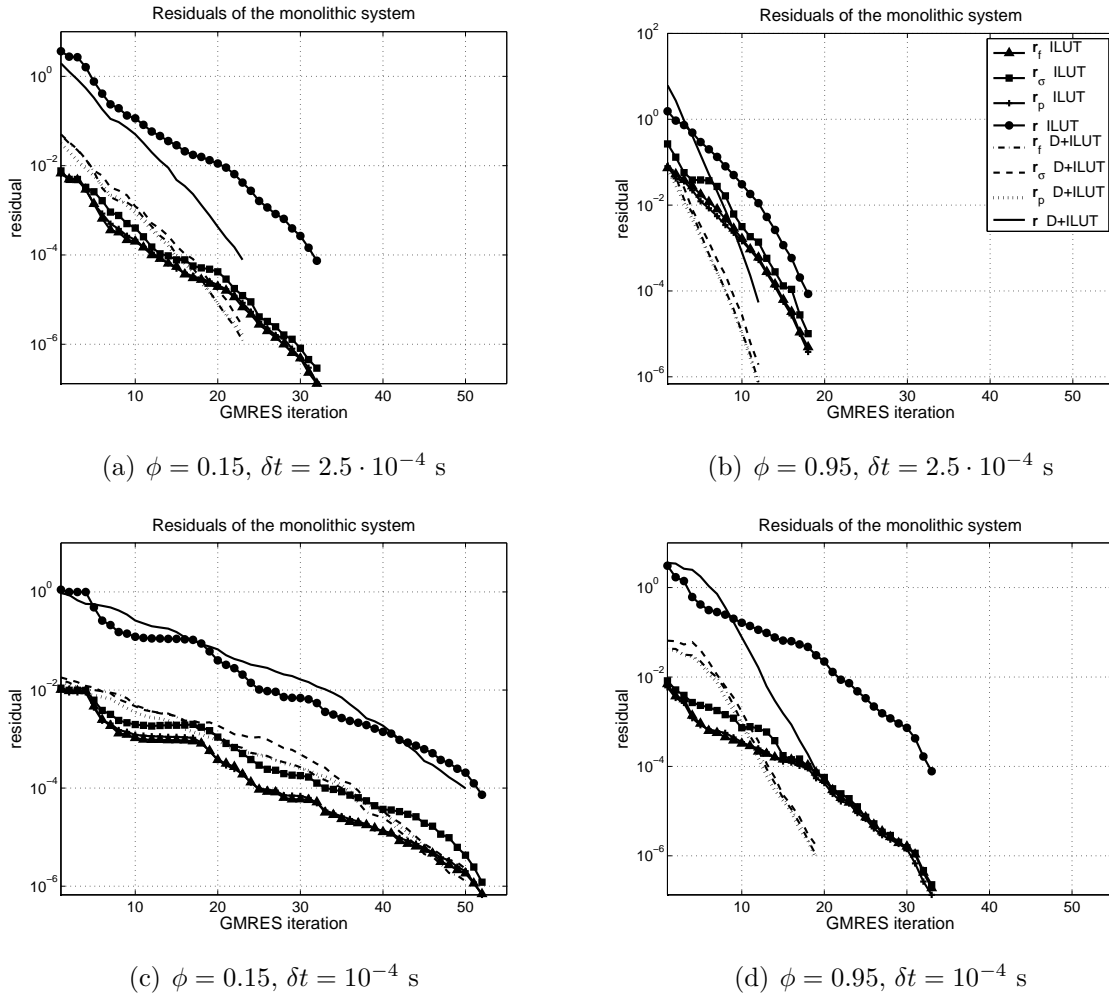 Residuals of the monolithic system
10^0
10^-2
10^-4
10^-6
residual
10 20 30 40 50
GMRES iteration
(a) ϕ = 0.15, δt = 2.5 · 10^-4 s
Residuals of the monolithic system
10^2
10^0
10^-2
10^-4
10^-6
residual
10 20 30 40 50
GMRES iteration
r_f ILUT
r_σ ILUT
r_p ILUT
r ILUT
r_f D+ILUT
r_σ D+ILUT
r_p D+ILUT
r D+ILUT
(b) ϕ = 0.95, δt = 2.5 · 10^-4 s
Residuals of the monolithic system
10^0
10^-2
10^-4
10^-6
residual
10 20 30 40 50
GMRES iteration
(c) ϕ = 0.15, δt = 10^-4 s
Residuals of the monolithic system
10^0
10^-2
10^-4
10^-6
residual
10 20 30 40 50
GMRES iteration
(d) ϕ = 0.95, δt = 10^-4 s